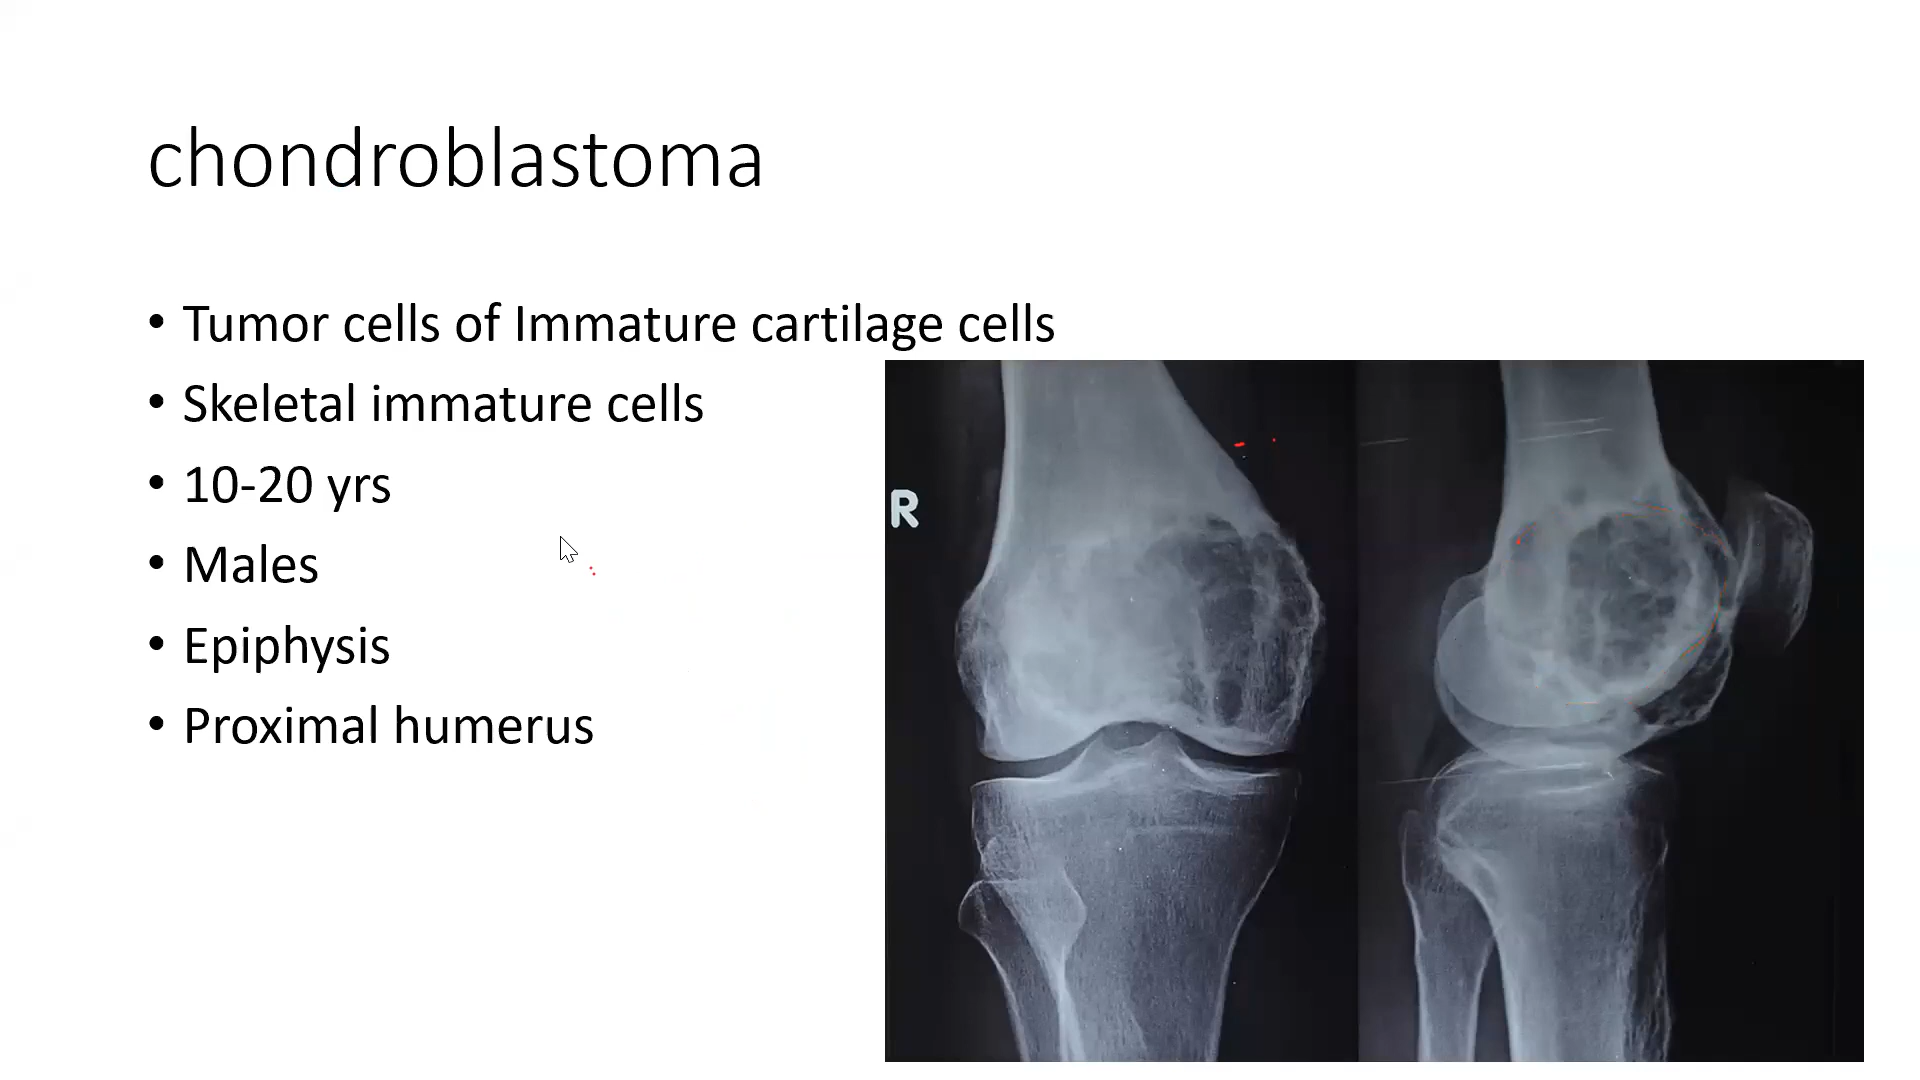 chondroblastoma
• Tumor cells of Immature cartilage cells
• Skeletal immature cells
• 10-20 yrs
• Males
• Epiphysis
• Proximal humerus
R